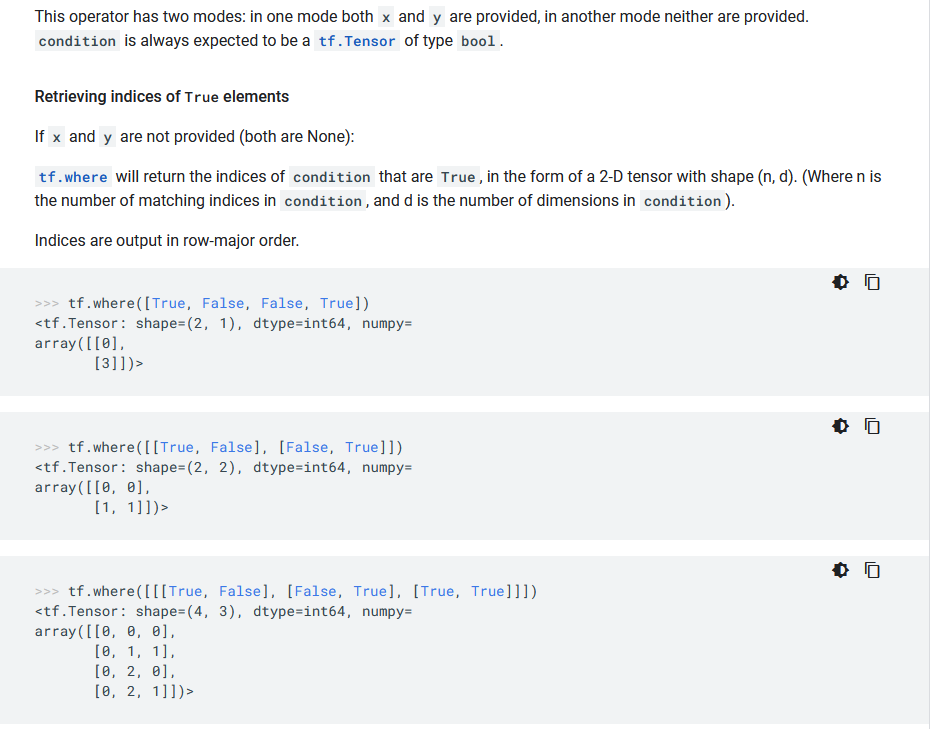 This operator has two modes: in one mode both x and y are provided, in another mode neither are provided.
condition is always expected to be a tf.Tensor of type bool.
Retrieving indices of True elements
If x and y are not provided (both are None):
tf.where will return the indices of condition that are True, in the form of a 2-D tensor with shape (n, d). (Where n is
the number of matching indices in condition, and d is the number of dimensions in condition).
Indices are output in row-major order.
>>> tf.where([True, False, False, True])
<tf.Tensor: shape=(2, 1), dtype=int64, numpy=
array([[0],
       [3]])>
>>> tf.where([[True, False], [False, True]])
<tf.Tensor: shape=(2, 2), dtype=int64, numpy=
array([[0, 0],
       [1, 1]])>
>>> tf.where([[[True, False], [False, True], [True, True]]])
<tf.Tensor: shape=(4, 3), dtype=int64, numpy=
array([[0, 0, 0],
       [0, 1, 1],
       [0, 2, 0],
       [0, 2, 1]])>